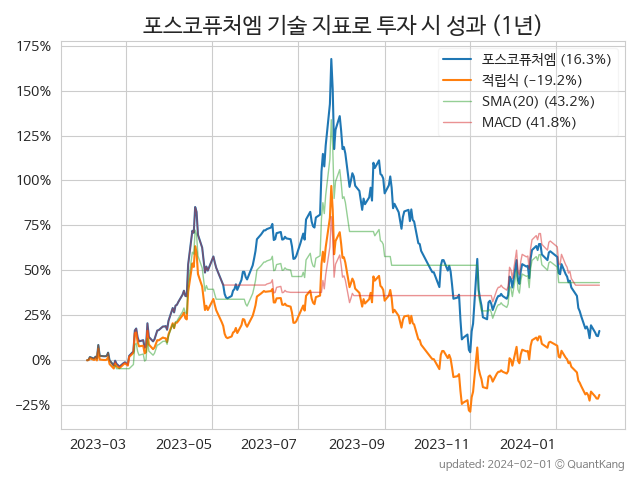 포스코퓨처엠 기술 지표로 투자 시 성과 (1년)
175%
150%
125%
100%
75%
50%
25%
0%
−25%
포스코퓨처엠 (16.3%)
적립식 (−19.2%)
SMA(20) (43.2%)
MACD (41.8%)
2023−03 2023−05 2023−07 2023−09 2023−11 2024−01
updated: 2024−02−01 © QuantKang